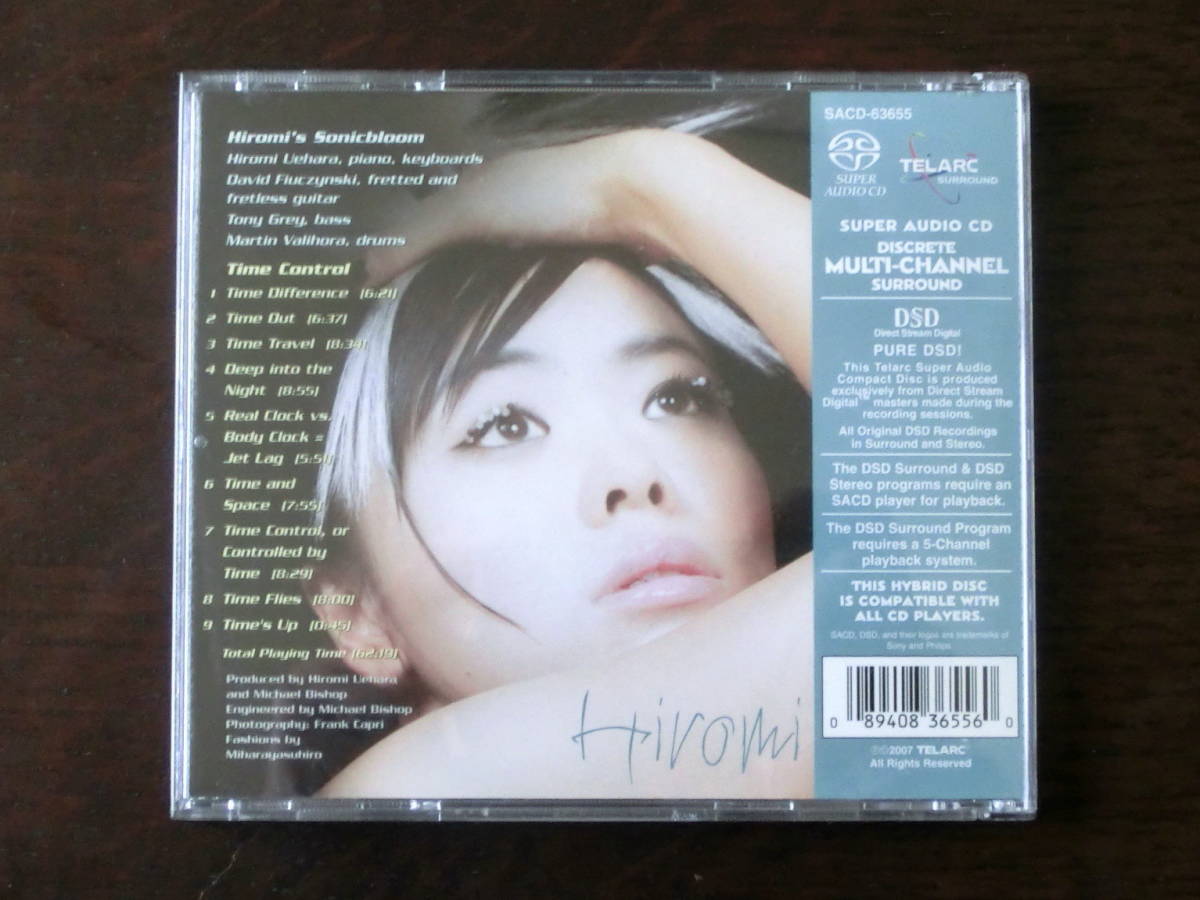 Hiromi's Sonicbloom
Hiromi Uehara, piano, keyboards
David Fiuczynski, fretted and
fretless guitar
Tony Grey, bass
Martin Valihora, drums
Time Control
1 Time Difference (6:21)
2 Time Out (6:37)
3 Time Travel (8:34)
4 Deep into the
Night (8:55)
5 Real Clock vs.
Body Clock =
Jet Lag (5:51)
6 Time and
Space (7:55)
7 Time Control, or
Controlled by
Time (8:29)
8 Time Flies (8:00)
9 Time's Up (0:45)
Total Playing Time (62:19)
Produced by Hiromi Uehara
and Michael Bishop
Engineered by Michael Bishop
Photography: Frank Capri
Fashions by
Miharayasuhiro
Hiromi
SACD-63655
SUPER
AUDIO CD
TELARC
SURROUND
SUPER AUDIO CD
DISCRETE
MULTI-CHANNEL
SURROUND
DSD
Direct Stream Digital
PURE DSD!
This Telarc Super Audio
Compact Disc is produced
exclusively from Direct Stream
Digital™ masters made during the
recording sessions.
All Original DSD Recordings
in Surround and Stereo.
The DSD Surround & DSD
Stereo programs require an
SACD player for playback.
The DSD Surround Program
requires a 5-Channel
playback system.
THIS HYBRID DISC
IS COMPATIBLE WITH
ALL CD PLAYERS.
SACD, DSD, and their logos are trademarks of
Sony and Philips
0 89408 36556 0
℗©2007 TELARC
All Rights Reserved